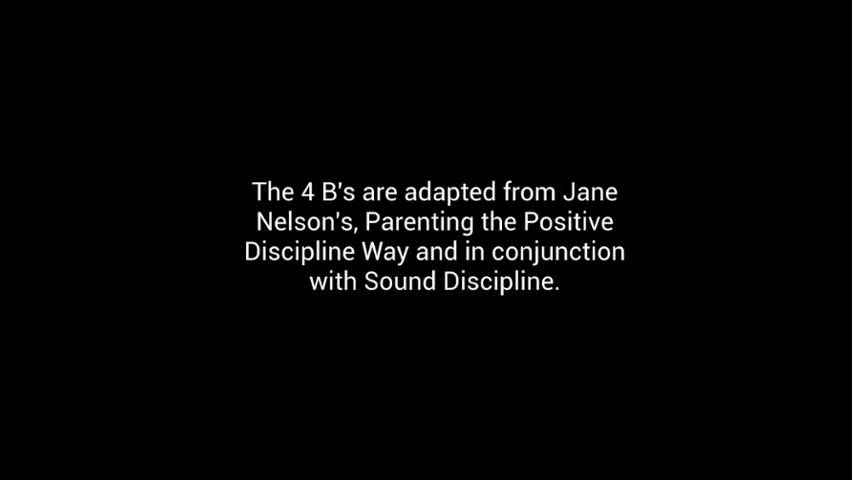 The 4 B's are adapted from Jane
Nelson's, Parenting the Positive
Discipline Way and in conjunction
with Sound Discipline.